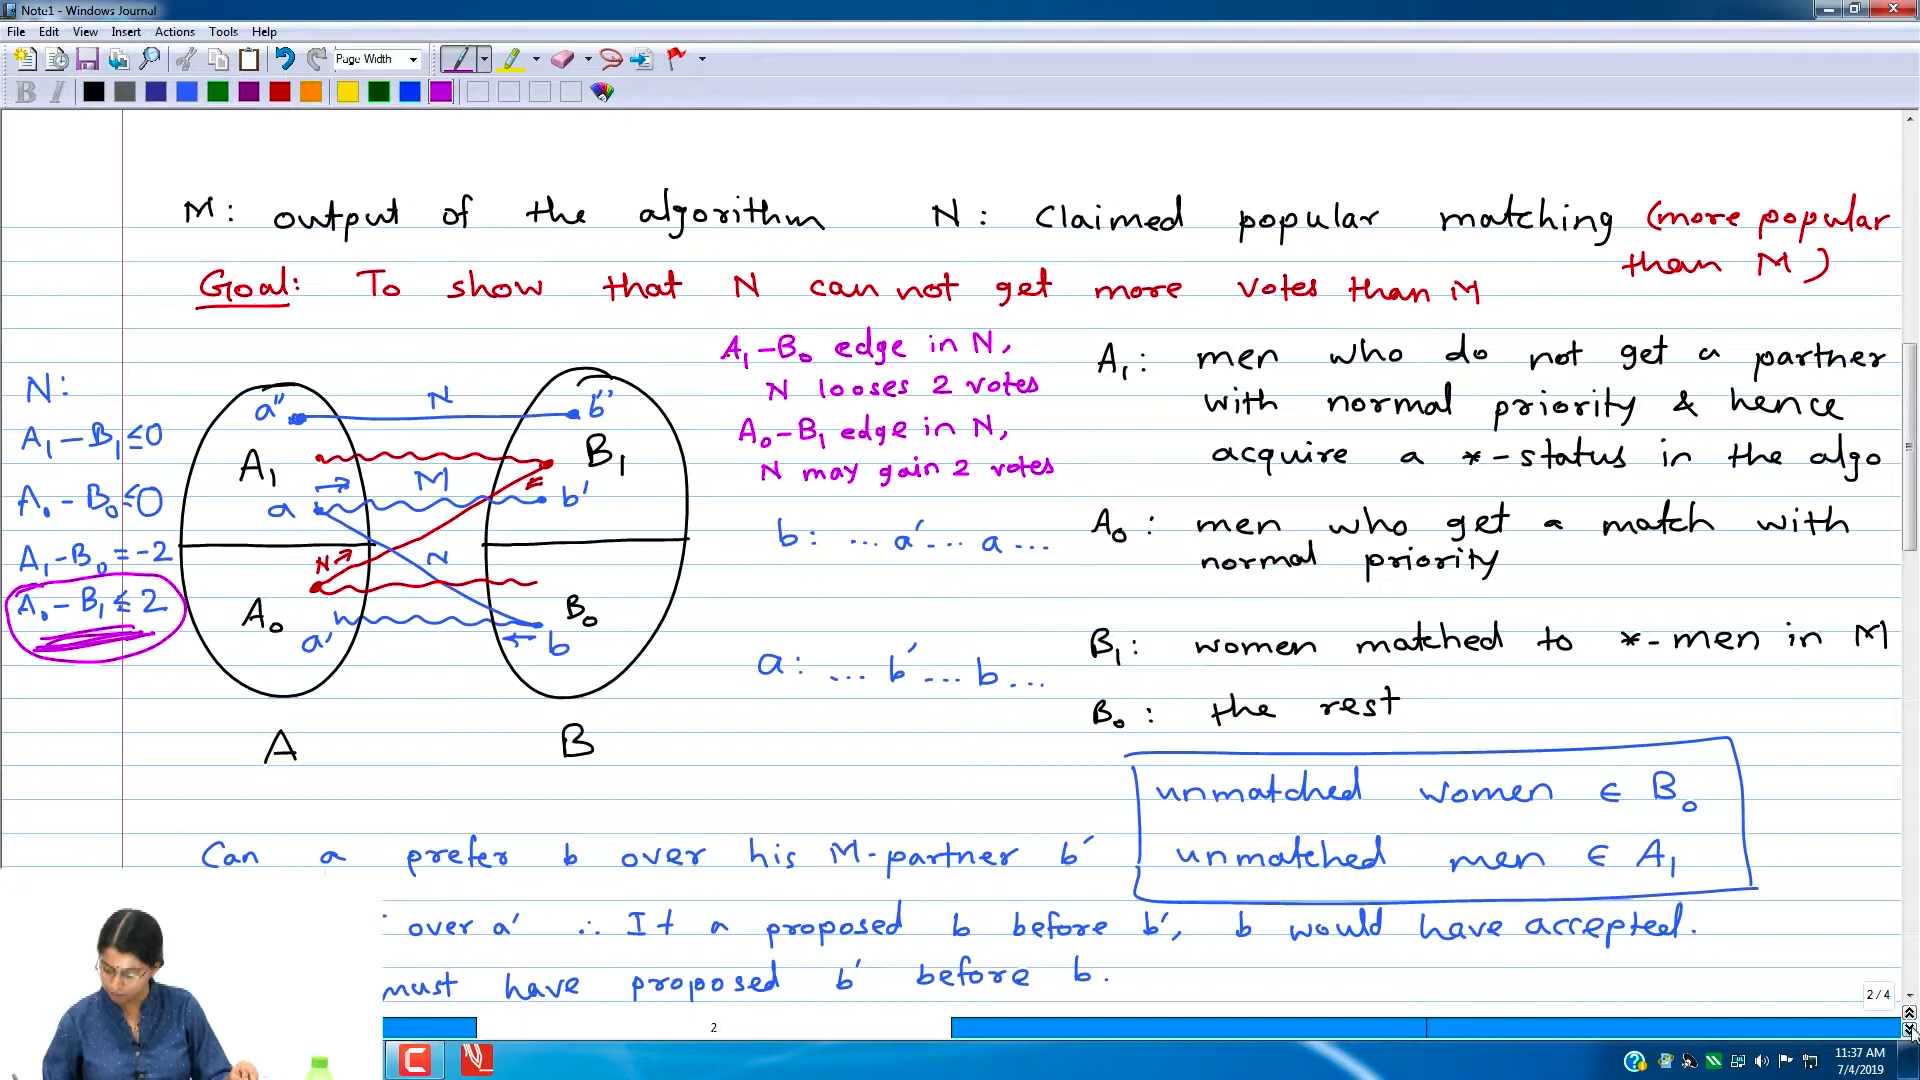 Note1 - Windows Journal
File Edit View Insert Actions Tools Help
Page Width
M: output of the algorithm N: claimed popular matching (more popular than M)
Goal: To show that N can not get more votes than M
N:
A1 – B1 ≤ 0
A0 – B0 ≤ 0
A1 – B0 = -2
A0 – B1 ≤ 2
a'' N b''
A1 B1
M
a b'
N N
A0 B0
a' b
A B
A1 – B0 edge in N,
N looses 2 votes
A0 – B1 edge in N,
N may gain 2 votes
b: ... a' ... a ...
a: ... b' ... b ...
A1: men who do not get a partner
with normal priority & hence
acquire a *-status in the algo
A0: men who get a match with
normal priority
B1: women matched to *-men in M
B0: the rest
unmatched women ∈ B0
unmatched men ∈ A1
Can a prefer b over his M-partner b'
over a' ∴ If a proposed b before b', b would have accepted.
must have proposed b' before b.
2 / 4
2
11:37 AM
7/4/2019